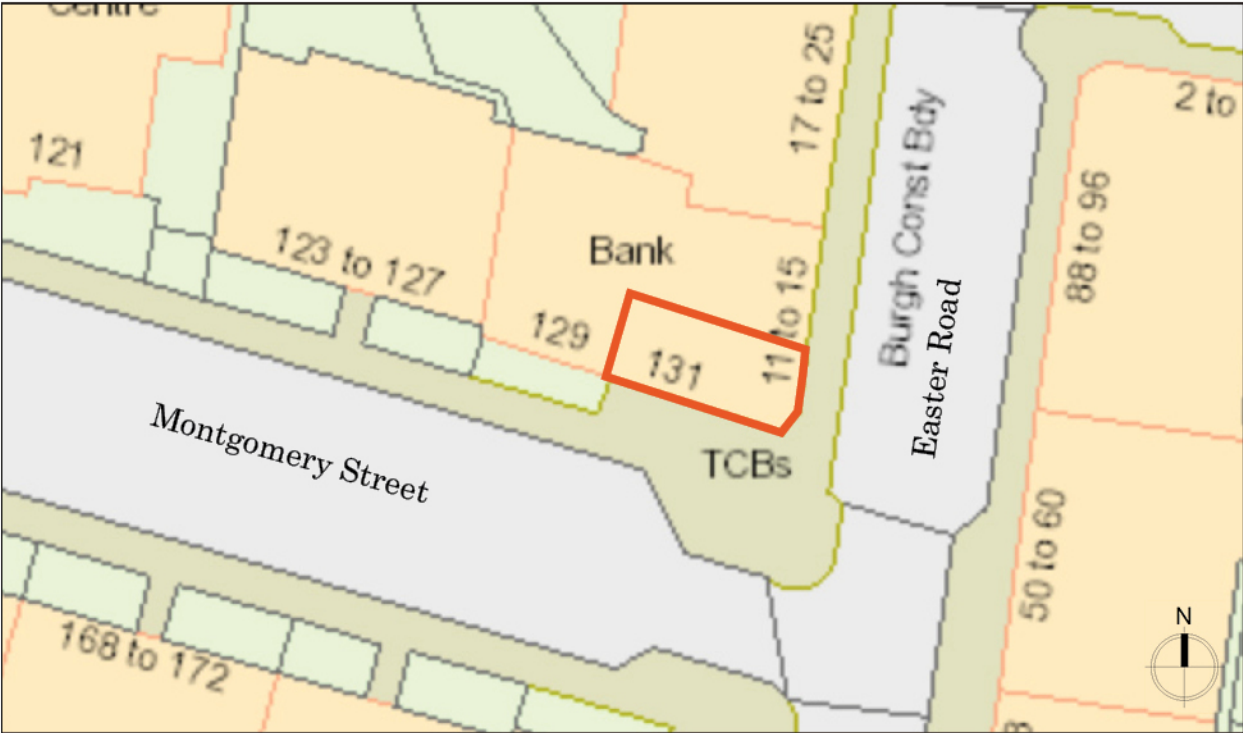 Centre
17 to 25
2 to
121
Burgh Const Bdy
88 to 96
123 to 127
Bank
11 to 15
129
131
Easter Road
Montgomery Street
TCBs
50 to 60
N
168 to 172